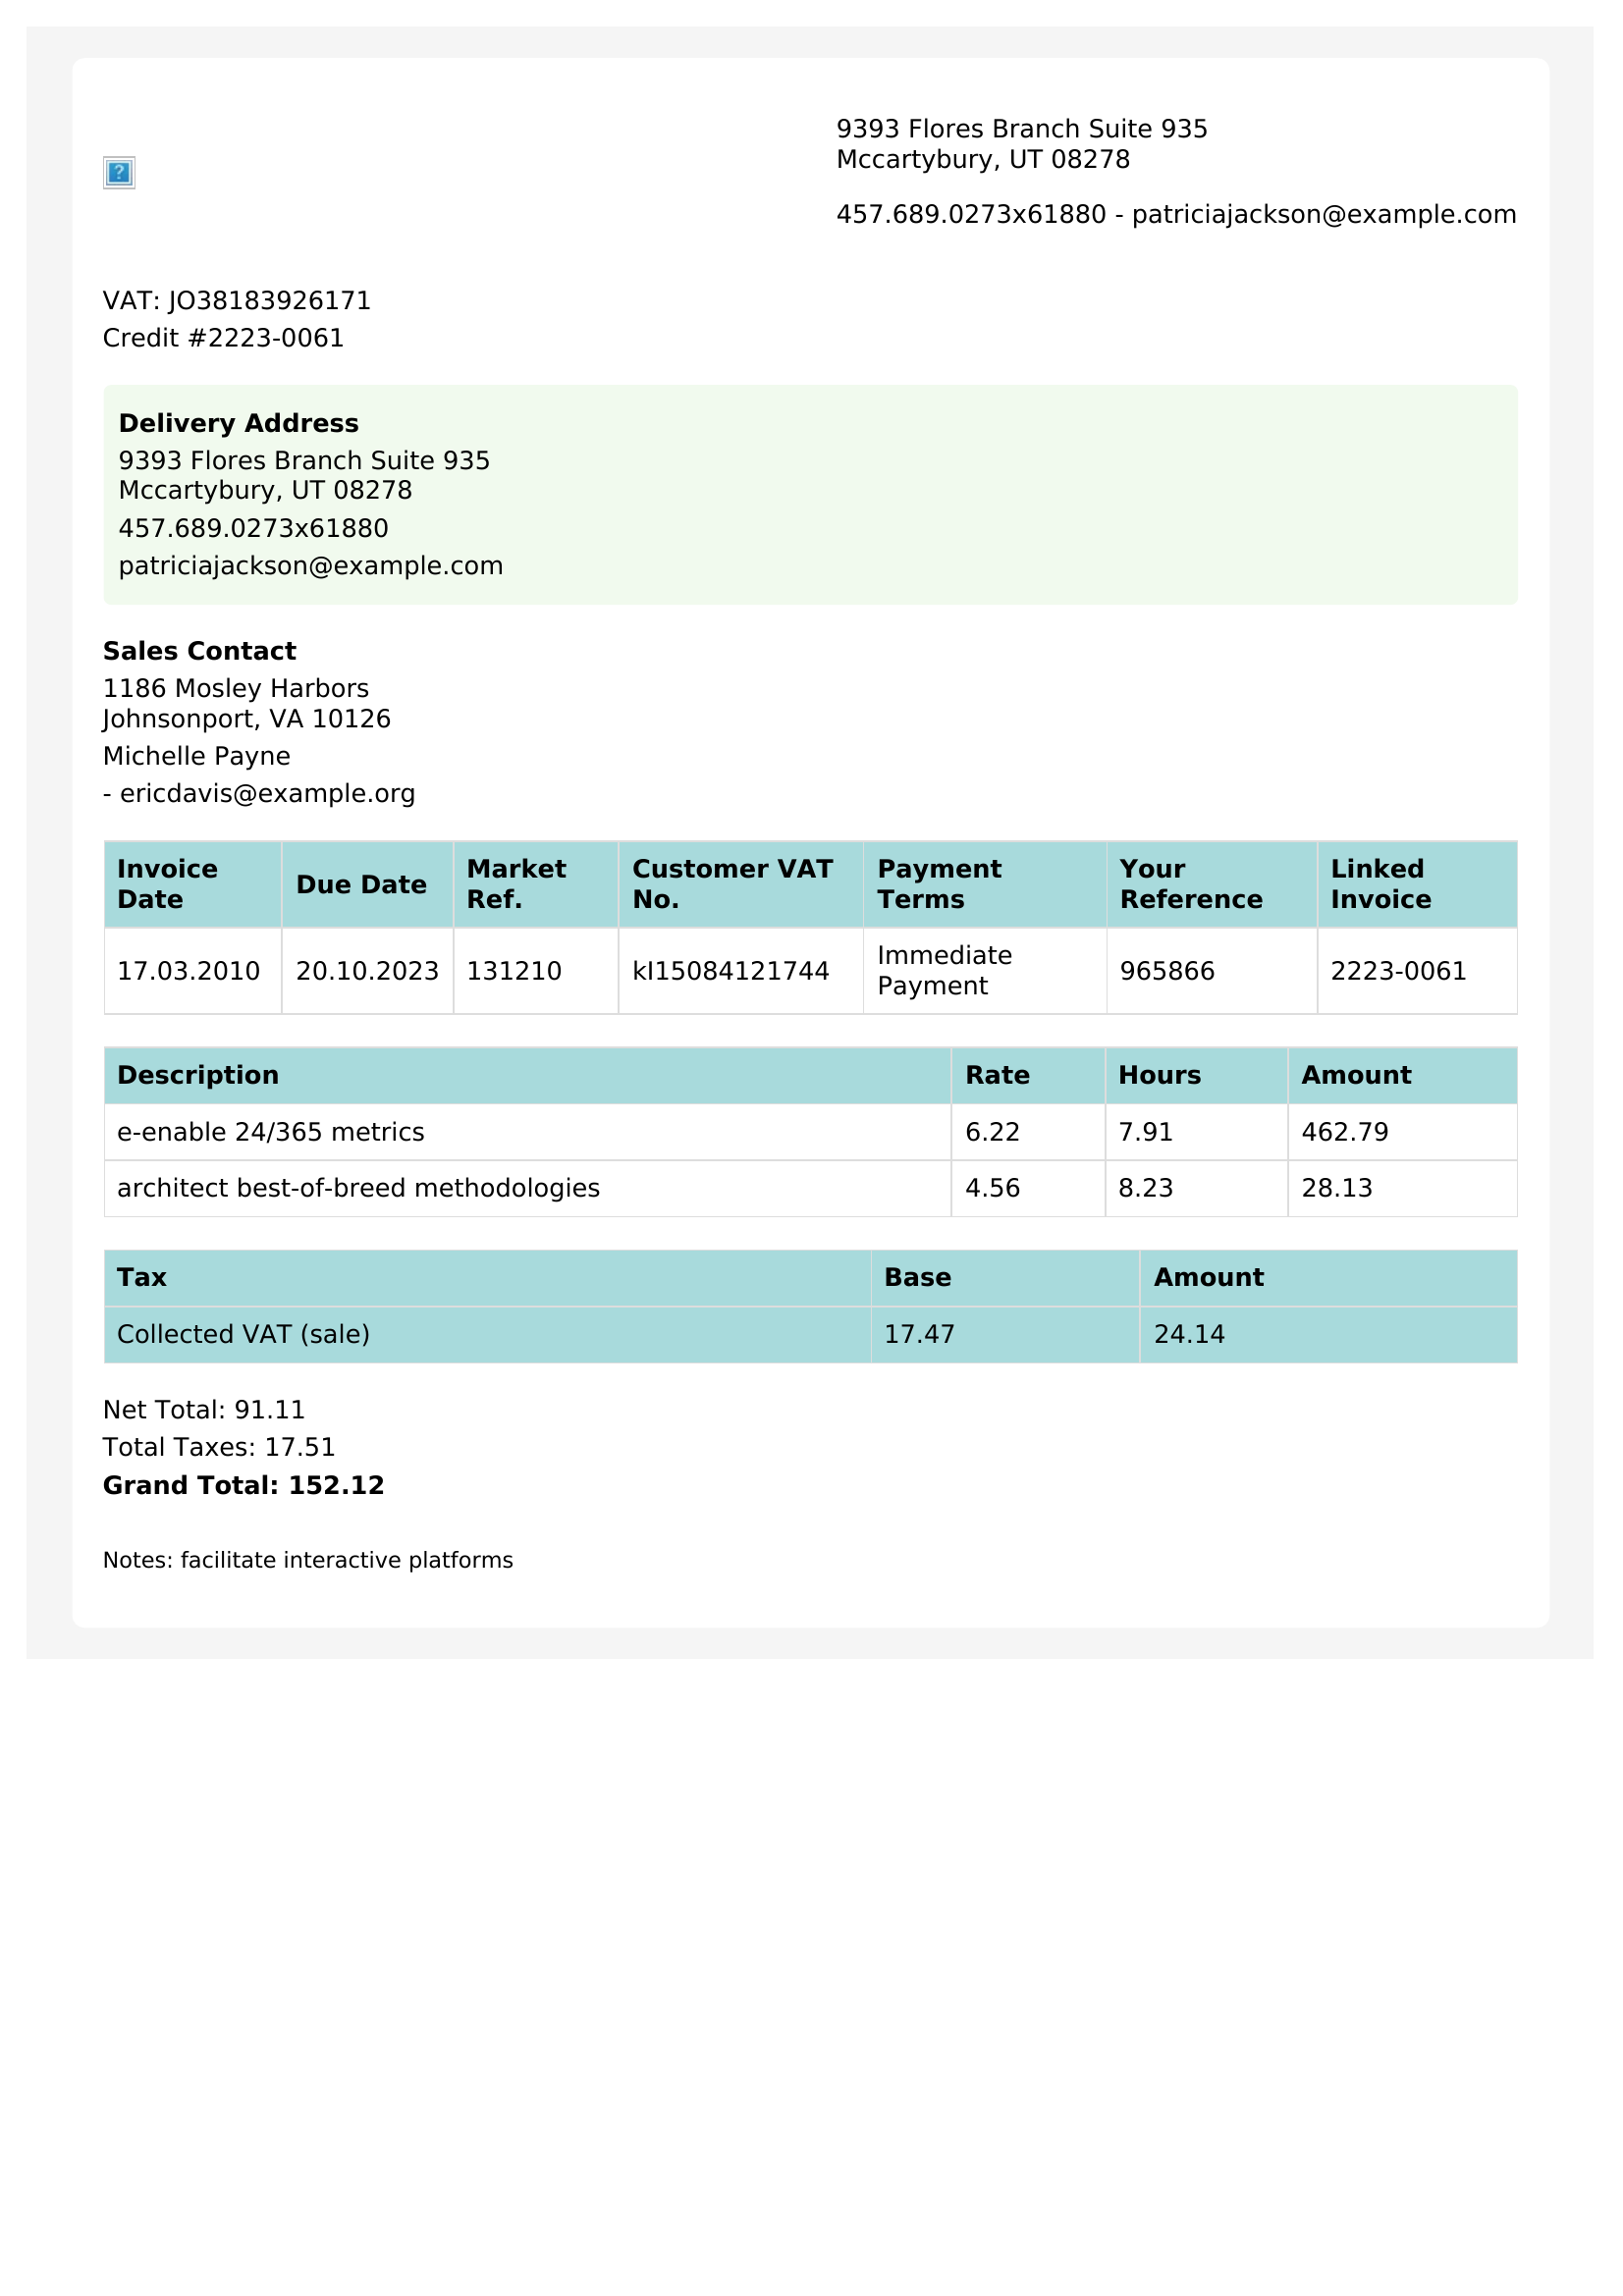 9393 Flores Branch Suite 935
Mccartybury, UT 08278
457.689.0273x61880 - patriciajackson@example.com
VAT: JO38183926171
Credit #2223-0061
Delivery Address
9393 Flores Branch Suite 935
Mccartybury, UT 08278
457.689.0273x61880
patriciajackson@example.com
Sales Contact
1186 Mosley Harbors
Johnsonport, VA 10126
Michelle Payne
- ericdavis@example.org
Invoice Date Due Date Market Ref. Customer VAT No. Payment Terms Your Reference Linked Invoice
17.03.2010 20.10.2023 131210 kI15084121744 Immediate Payment 965866 2223-0061
Description Rate Hours Amount
e-enable 24/365 metrics 6.22 7.91 462.79
architect best-of-breed methodologies 4.56 8.23 28.13
Tax Base Amount
Collected VAT (sale) 17.47 24.14
Net Total: 91.11
Total Taxes: 17.51
Grand Total: 152.12
Notes: facilitate interactive platforms